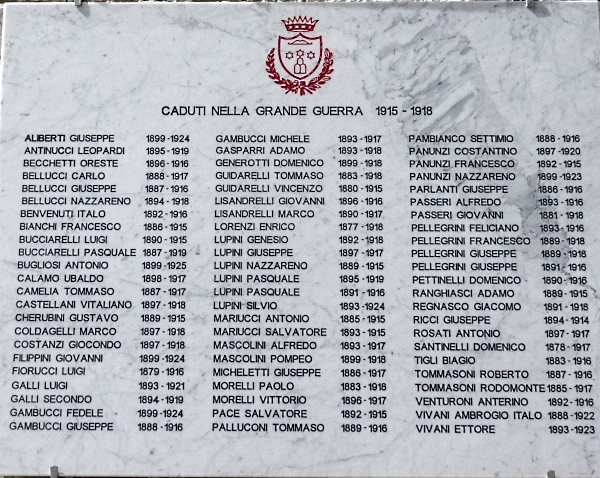 CADUTI NELLA GRANDE GUERRA 1915 - 1918
ALIBERTI GIUSEPPE 1899-1924
ANTINUCCI LEOPARDI 1895-1919
BECCHETTI ORESTE 1896-1916
BELLUCCI CARLO 1888-1917
BELLUCCI GIUSEPPE 1887-1916
BELLUCCI NAZZARENO 1894-1918
BENVENUTI ITALO 1892-1916
BIANCHI FRANCESCO 1886-1915
BUCCIARELLI LUIGI 1890-1915
BUCCIARELLI PASQUALE 1887-1919
BUGLIOSI ANTONIO 1899-1925
CALAMO UBALDO 1898-1917
CAMELIA TOMMASO 1887-1917
CASTELLANI VITALIANO 1897-1918
CHERUBINI GUSTAVO 1889-1915
COLDAGELLI MARCO 1897-1918
COSTANZI GIOCONDO 1897-1918
FILIPPINI GIOVANNI 1899-1924
FIORUCCI LUIGI 1879-1916
GALLI LUIGI 1893-1921
GALLI SECONDO 1894-1919
GAMBUCCI FEDELE 1899-1924
GAMBUCCI GIUSEPPE 1888-1916
GAMBUCCI MICHELE 1893-1917
GASPARRI ADAMO 1893-1918
GENEROTTI DOMENICO 1899-1918
GUIDARELLI TOMMASO 1883-1918
GUIDARELLI VINCENZO 1880-1915
LISANDRELLI GIOVANNI 1896-1916
LISANDRELLI MARCO 1890-1917
LORENZI ENRICO 1877-1918
LUPINI GENESIO 1892-1918
LUPINI GIUSEPPE 1897-1917
LUPINI NAZZARENO 1889-1915
LUPINI PASQUALE 1895-1919
LUPINI PASQUALE 1891-1916
LUPINI SILVIO 1893-1924
MARIUCCI ANTONIO 1885-1915
MARIUCCI SALVATORE 1893-1915
MASCOLINI ALFREDO 1893-1917
MASCOLINI POMPEO 1899-1918
MICHELETTI GIUSEPPE 1886-1917
MORELLI PAOLO 1883-1918
MORELLI VITTORIO 1896-1917
PACE SALVATORE 1892-1915
PALLUCONI TOMMASO 1889-1916
PAMBIANCO SETTIMIO 1888-1916
PANUNZI COSTANTINO 1897-1920
PANUNZI FRANCESCO 1892-1915
PANUNZI NAZZARENO 1899-1923
PARLANTI GIUSEPPE 1886-1916
PASSERI ALFREDO 1893-1916
PASSERI GIOVANNI 1881-1918
PELLEGRINI FELICIANO 1893-1916
PELLEGRINI FRANCESCO 1889-1918
PELLEGRINI GIUSEPPE 1889-1918
PELLEGRINI GIUSEPPE 1891-1916
PETTINELLI DOMENICO 1890-1916
RANGHIASCI ADAMO 1889-1915
REGNASCO GIACOMO 1891-1918
RICCI GIUSEPPE 1894-1914
ROSATI ANTONIO 1897-1917
SANTINELLI DOMENICO 1878-1917
TIGLI BIAGIO 1883-1916
TOMMASONI ROBERTO 1887-1916
TOMMASONI RODOMONTE 1885-1917
VENTURONI ANTERINO 1892-1916
VIVANI AMBROGIO ITALO 1888-1922
VIVANI ETTORE 1893-1923